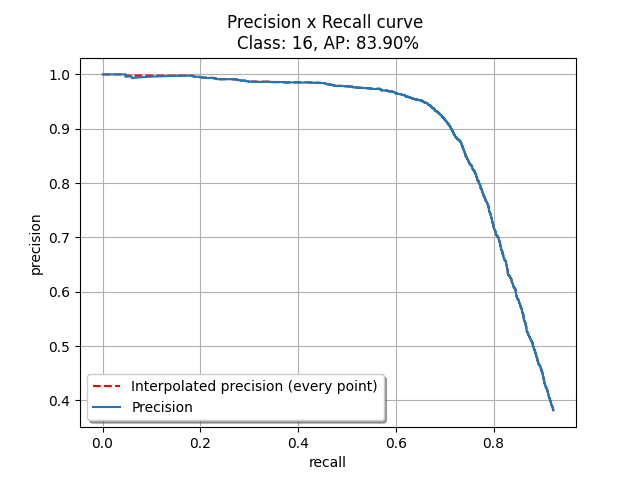 Precision x Recall curve
Class: 16, AP: 83.90%
1.0
0.9
0.8
0.7
0.6
0.5
0.4
precision
Interpolated precision (every point)
Precision
0.0 0.2 0.4 0.6 0.8
recall